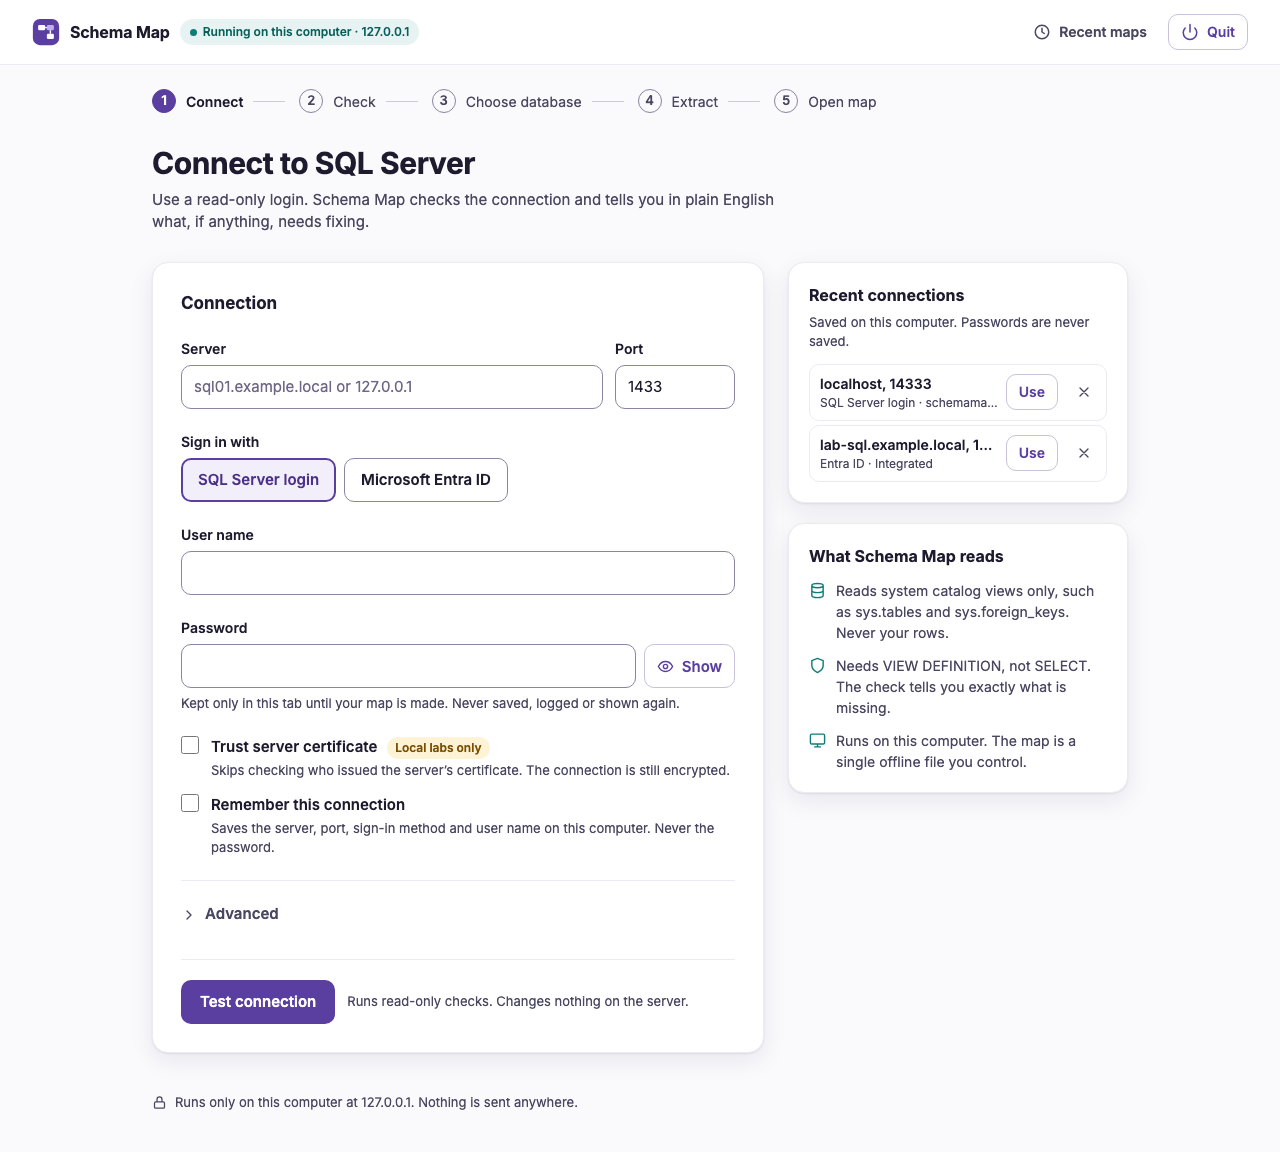 Schema Map
Running on this computer · 127.0.0.1
Recent maps
Quit
1 Connect
2 Check
3 Choose database
4 Extract
5 Open map
Connect to SQL Server
Use a read-only login. Schema Map checks the connection and tells you in plain English
what, if anything, needs fixing.
Connection
Server
Port
sql01.example.local or 127.0.0.1
1433
Sign in with
SQL Server login
Microsoft Entra ID
User name
Password
Show
Kept only in this tab until your map is made. Never saved, logged or shown again.
Trust server certificate
Local labs only
Skips checking who issued the server's certificate. The connection is still encrypted.
Remember this connection
Saves the server, port, sign-in method and user name on this computer. Never the
password.
Advanced
Test connection
Runs read-only checks. Changes nothing on the server.
Recent connections
Saved on this computer. Passwords are never
saved.
localhost, 14333
SQL Server login · schemama...
Use
lab-sql.example.local, 1...
Entra ID · Integrated
Use
What Schema Map reads
Reads system catalog views only, such
as sys.tables and sys.foreign_keys.
Never your rows.
Needs VIEW DEFINITION, not SELECT.
The check tells you exactly what is
missing.
Runs on this computer. The map is a
single offline file you control.
Runs only on this computer at 127.0.0.1. Nothing is sent anywhere.